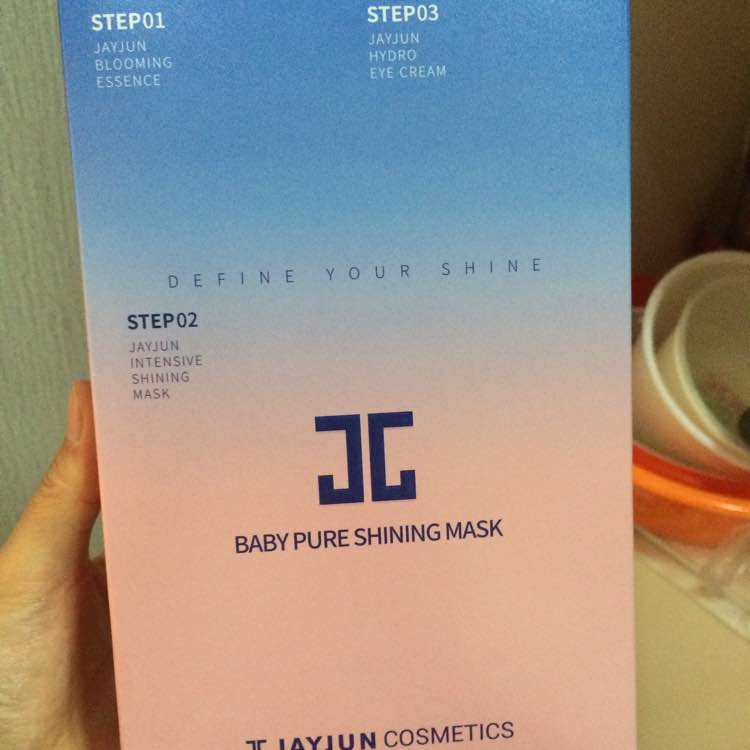 STEP01
JAYJUN
BLOOMING
ESSENCE
STEP03
JAYJUN
HYDRO
EYE CREAM
DEFINE YOUR SHINE
STEP02
JAYJUN
INTENSIVE
SHINING
MASK
BABY PURE SHINING MASK
JAYJUN COSMETICS